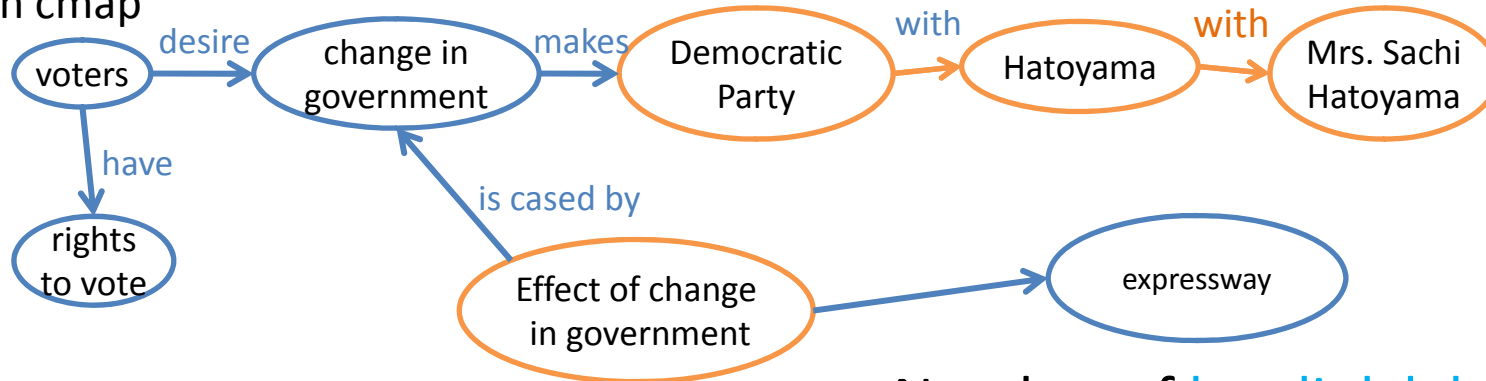 cmap
desire
makes
with
with
voters
change in
government
Democratic
Party
Hatoyama
Mrs. Sachi
Hatoyama
have
is cased by
rights
to vote
Effect of change
in government
expressway